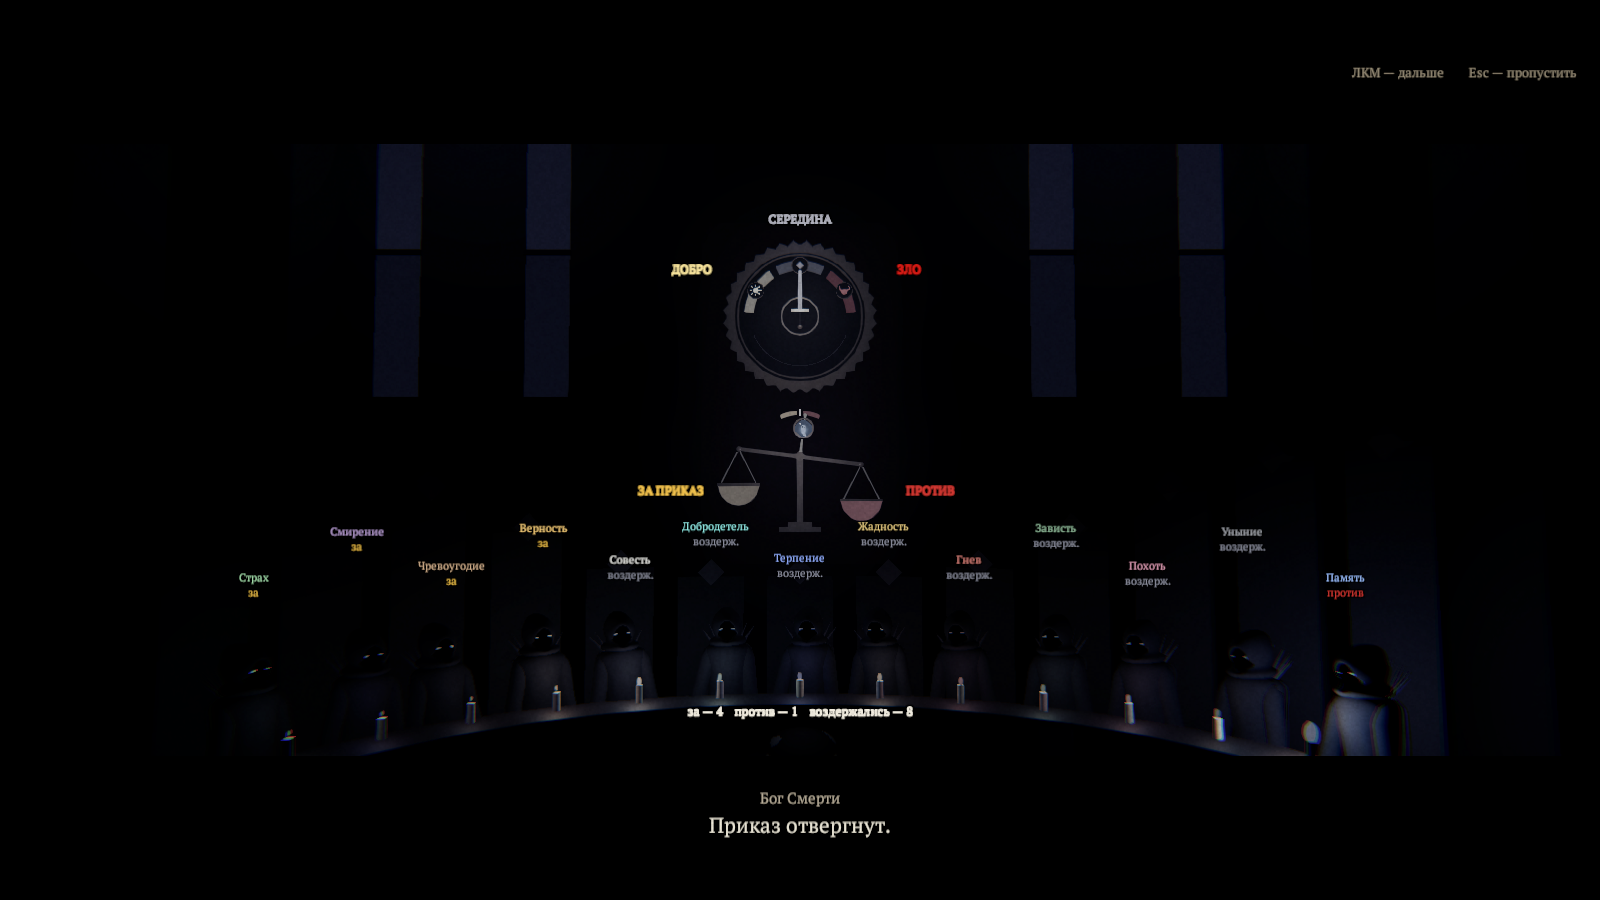 ЛКМ — дальше Esc — пропустить
СЕРЕДИНА
ДОБРО
ЗЛО
ЗА ПРИКАЗ
ПРОТИВ
Страх
за
Смирение
за
Чревоугодие
за
Верность
за
Совесть
воздерж.
Добродетель
воздерж.
Терпение
воздерж.
Жадность
воздерж.
Гнев
воздерж.
Зависть
воздерж.
Похоть
воздерж.
Уныние
воздерж.
Память
против
за — 4 против — 1 воздержались — 8
Бог Смерти
Приказ отвергнут.